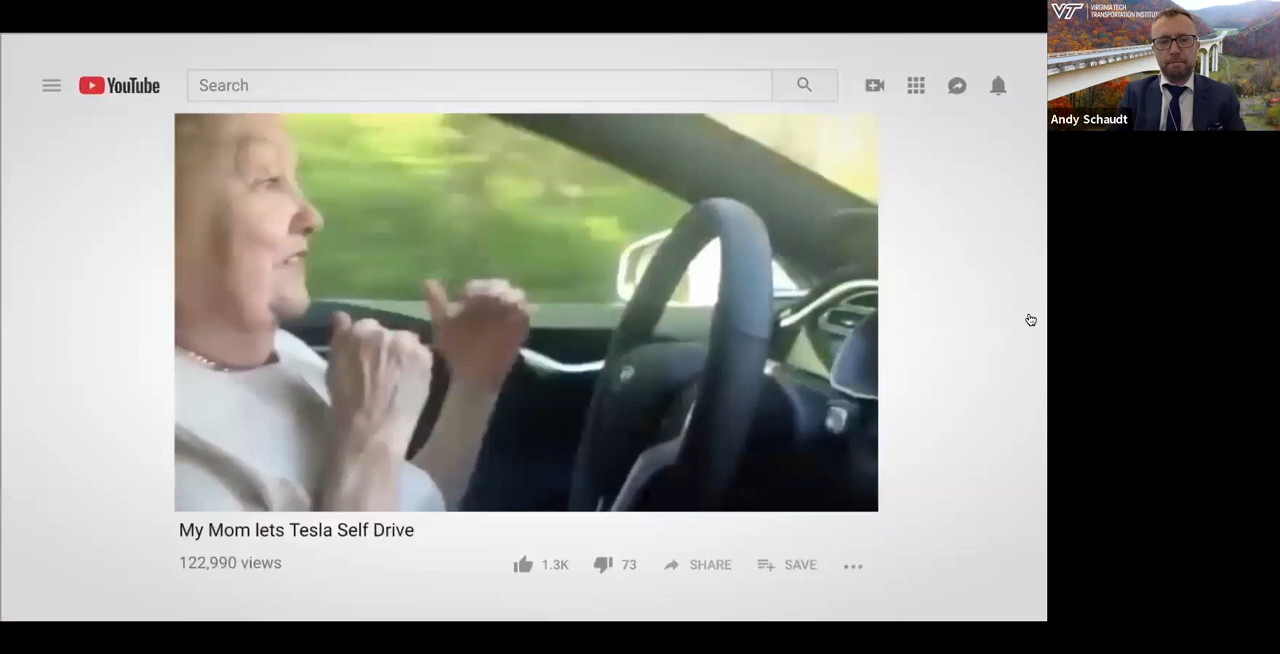 YouTube
Search
My Mom lets Tesla Self Drive
122,990 views
1.3K
73
SHARE
SAVE
VT
VIRGINIA TECH
TRANSPORTATION INSTITUTE
Andy Schaudt